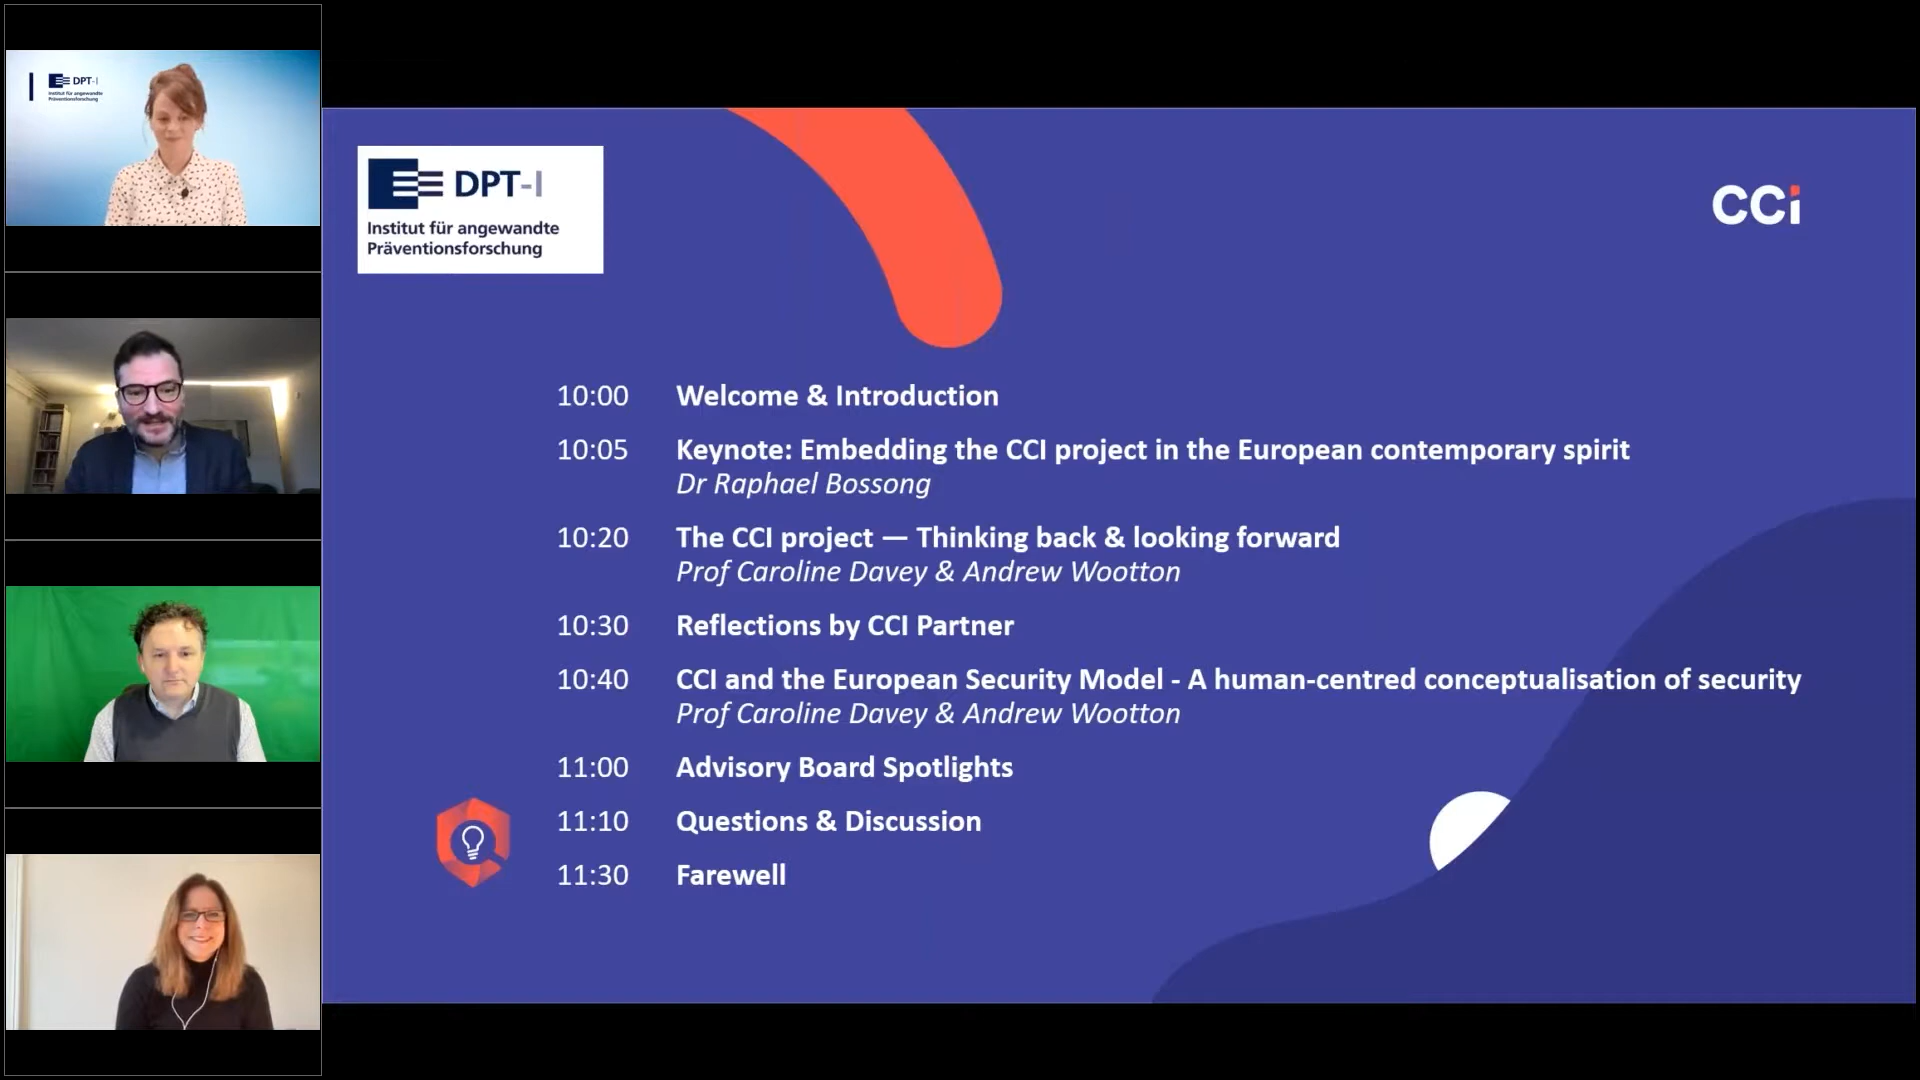 DPT-I
Institut für angewandte
Präventionsforschung
DPT-I
Institut für angewandte
Präventionsforschung
CCi
10:00 Welcome & Introduction
10:05 Keynote: Embedding the CCI project in the European contemporary spirit
Dr Raphael Bossong
10:20 The CCI project — Thinking back & looking forward
Prof Caroline Davey & Andrew Wootton
10:30 Reflections by CCI Partner
10:40 CCI and the European Security Model - A human-centred conceptualisation of security
Prof Caroline Davey & Andrew Wootton
11:00 Advisory Board Spotlights
11:10 Questions & Discussion
11:30 Farewell